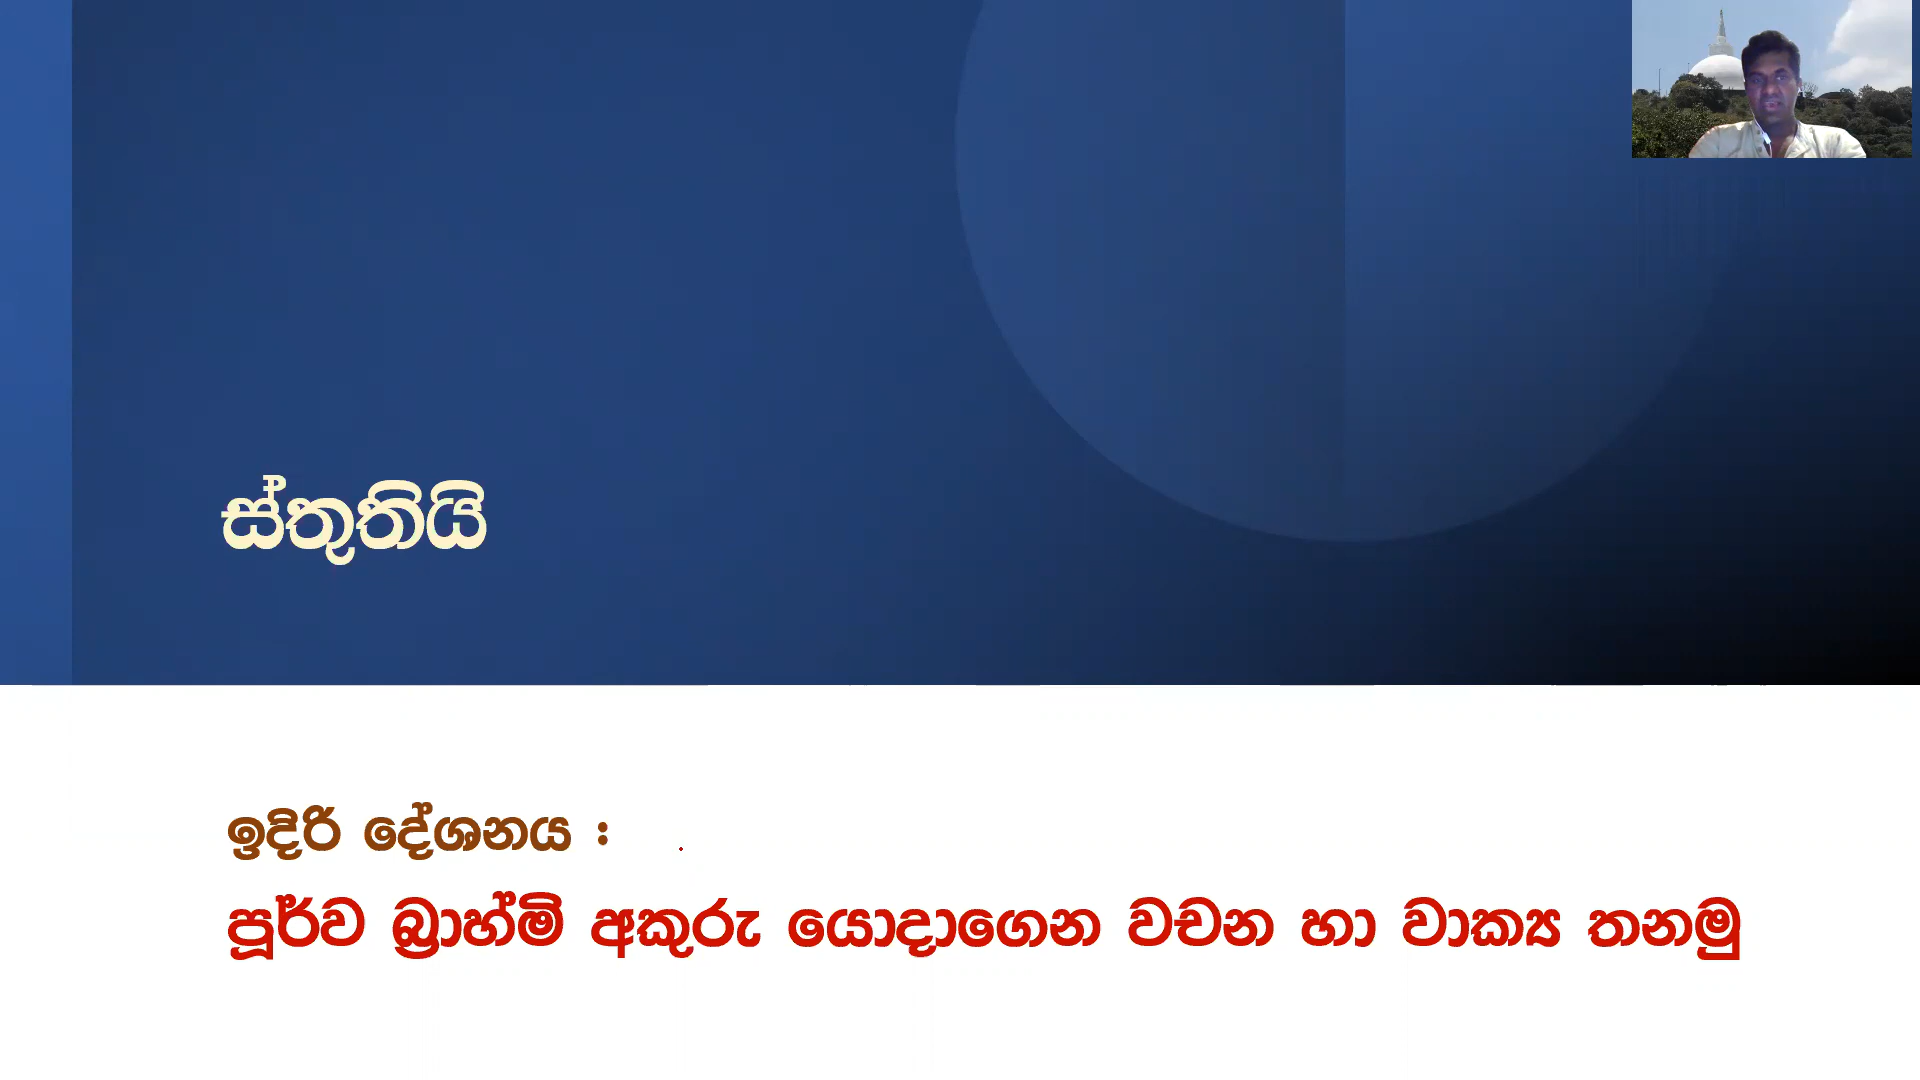 ස්තුතියි
ඉදිරි දේශනය :
පූර්ව බ්‍රාහ්මි අකුරු යොදාගෙන වචන හා වාක්‍ය තනමු